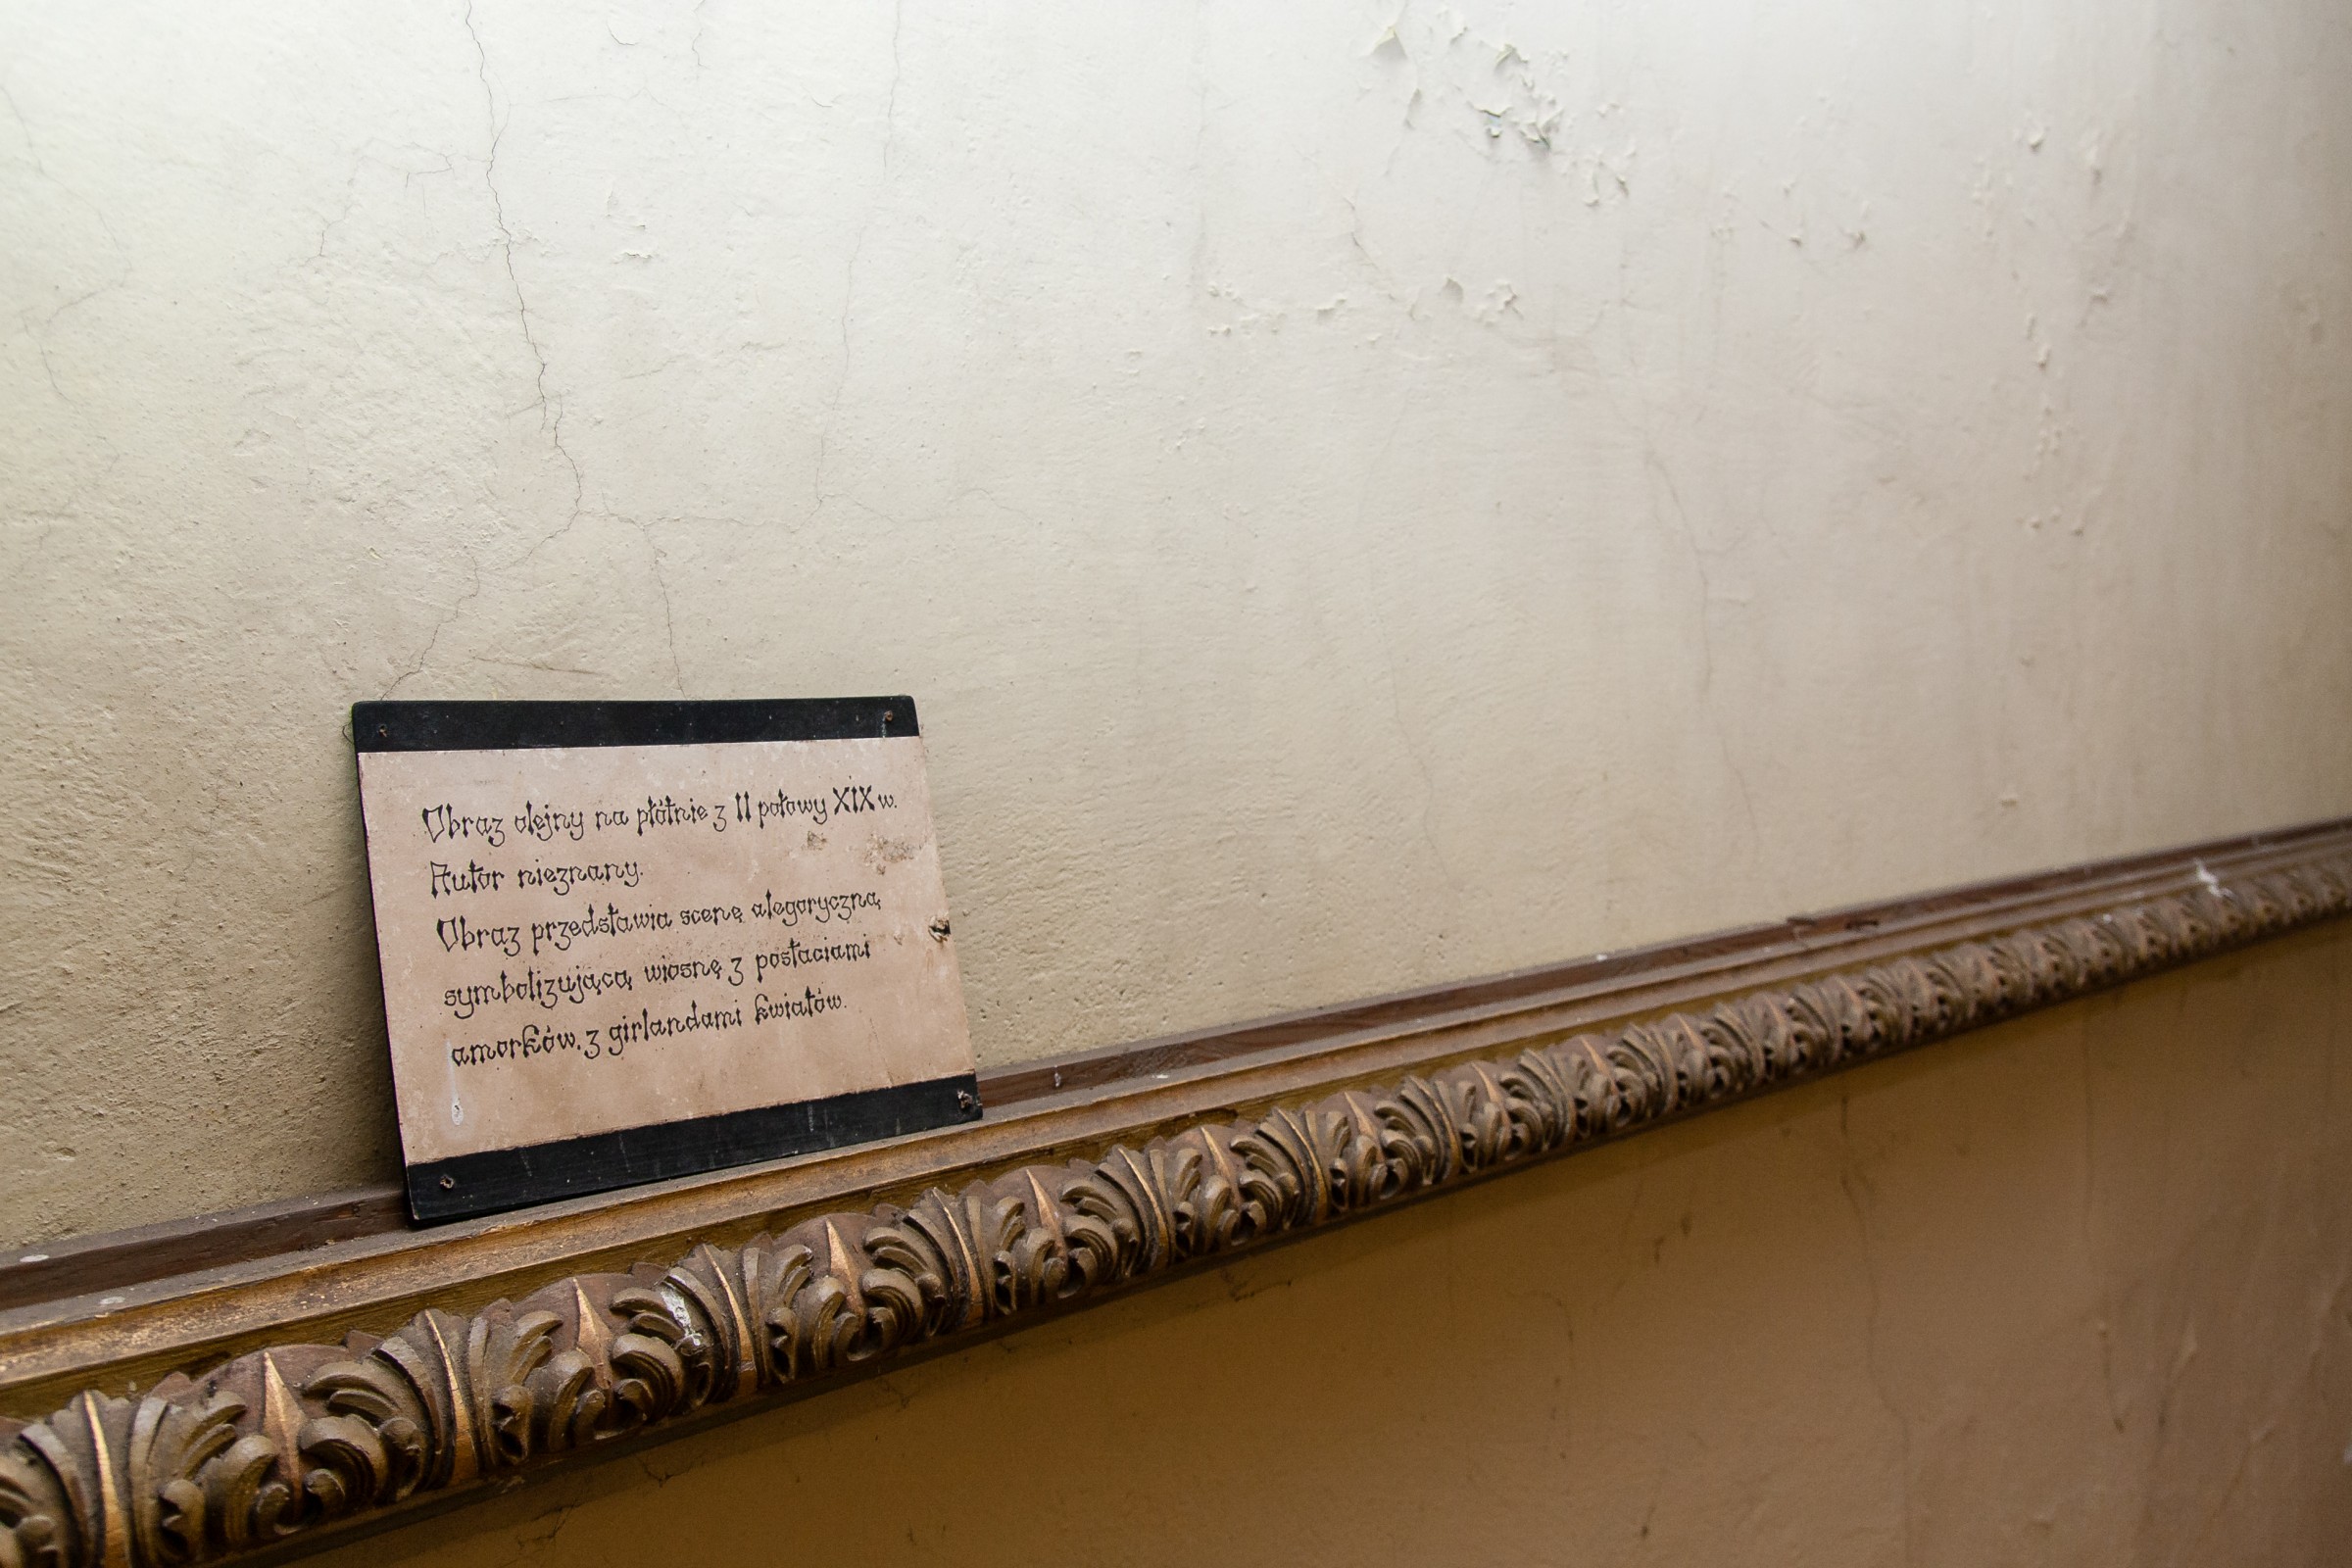 Obraz olejny na płótnie z II połowy XIX w.
Autor nieznany.
Obraz przedstawia scenę alegoryczną
symbolizującą wiosnę z postaciami
amorków. z girlandami kwiatów.